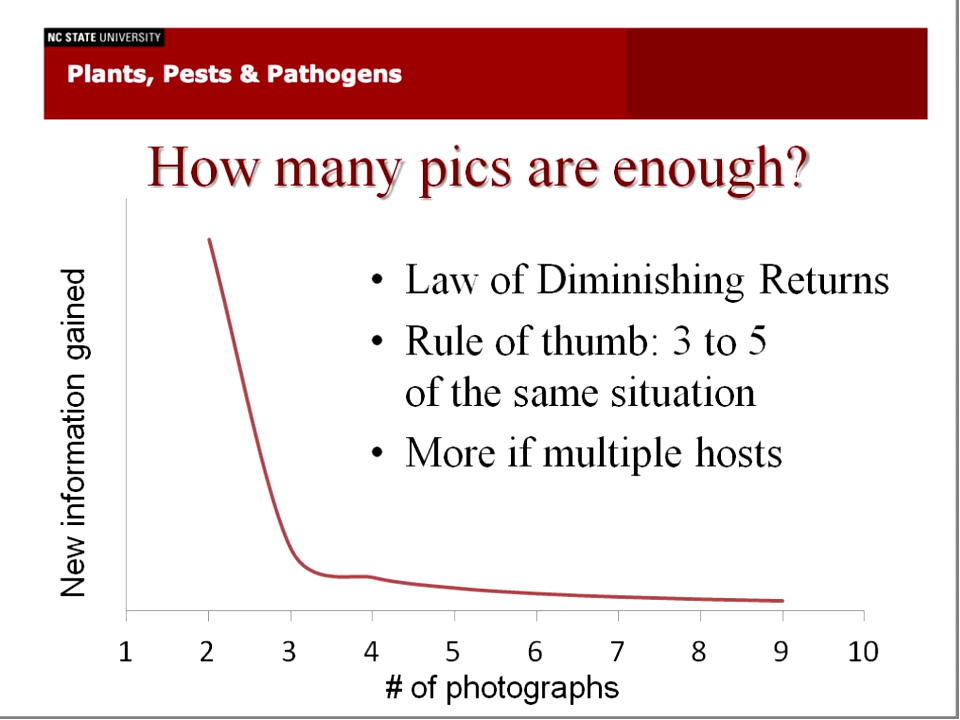 NC STATE UNIVERSITY
Plants, Pests & Pathogens
How many pics are enough?
• Law of Diminishing Returns
• Rule of thumb: 3 to 5
of the same situation
• More if multiple hosts
New information gained
1 2 3 4 5 6 7 8 9 10
# of photographs